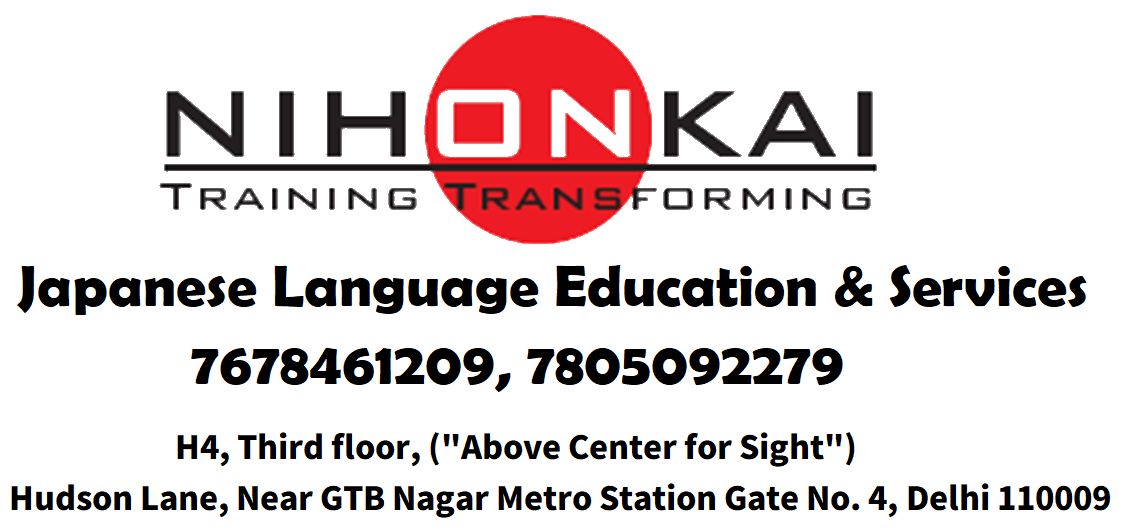 NIHONKAI
TRAINING TRANSFORMING
Japanese Language Education & Services
7678461209, 7805092279
H4, Third floor, ("Above Center for Sight")
Hudson Lane, Near GTB Nagar Metro Station Gate No. 4, Delhi 110009